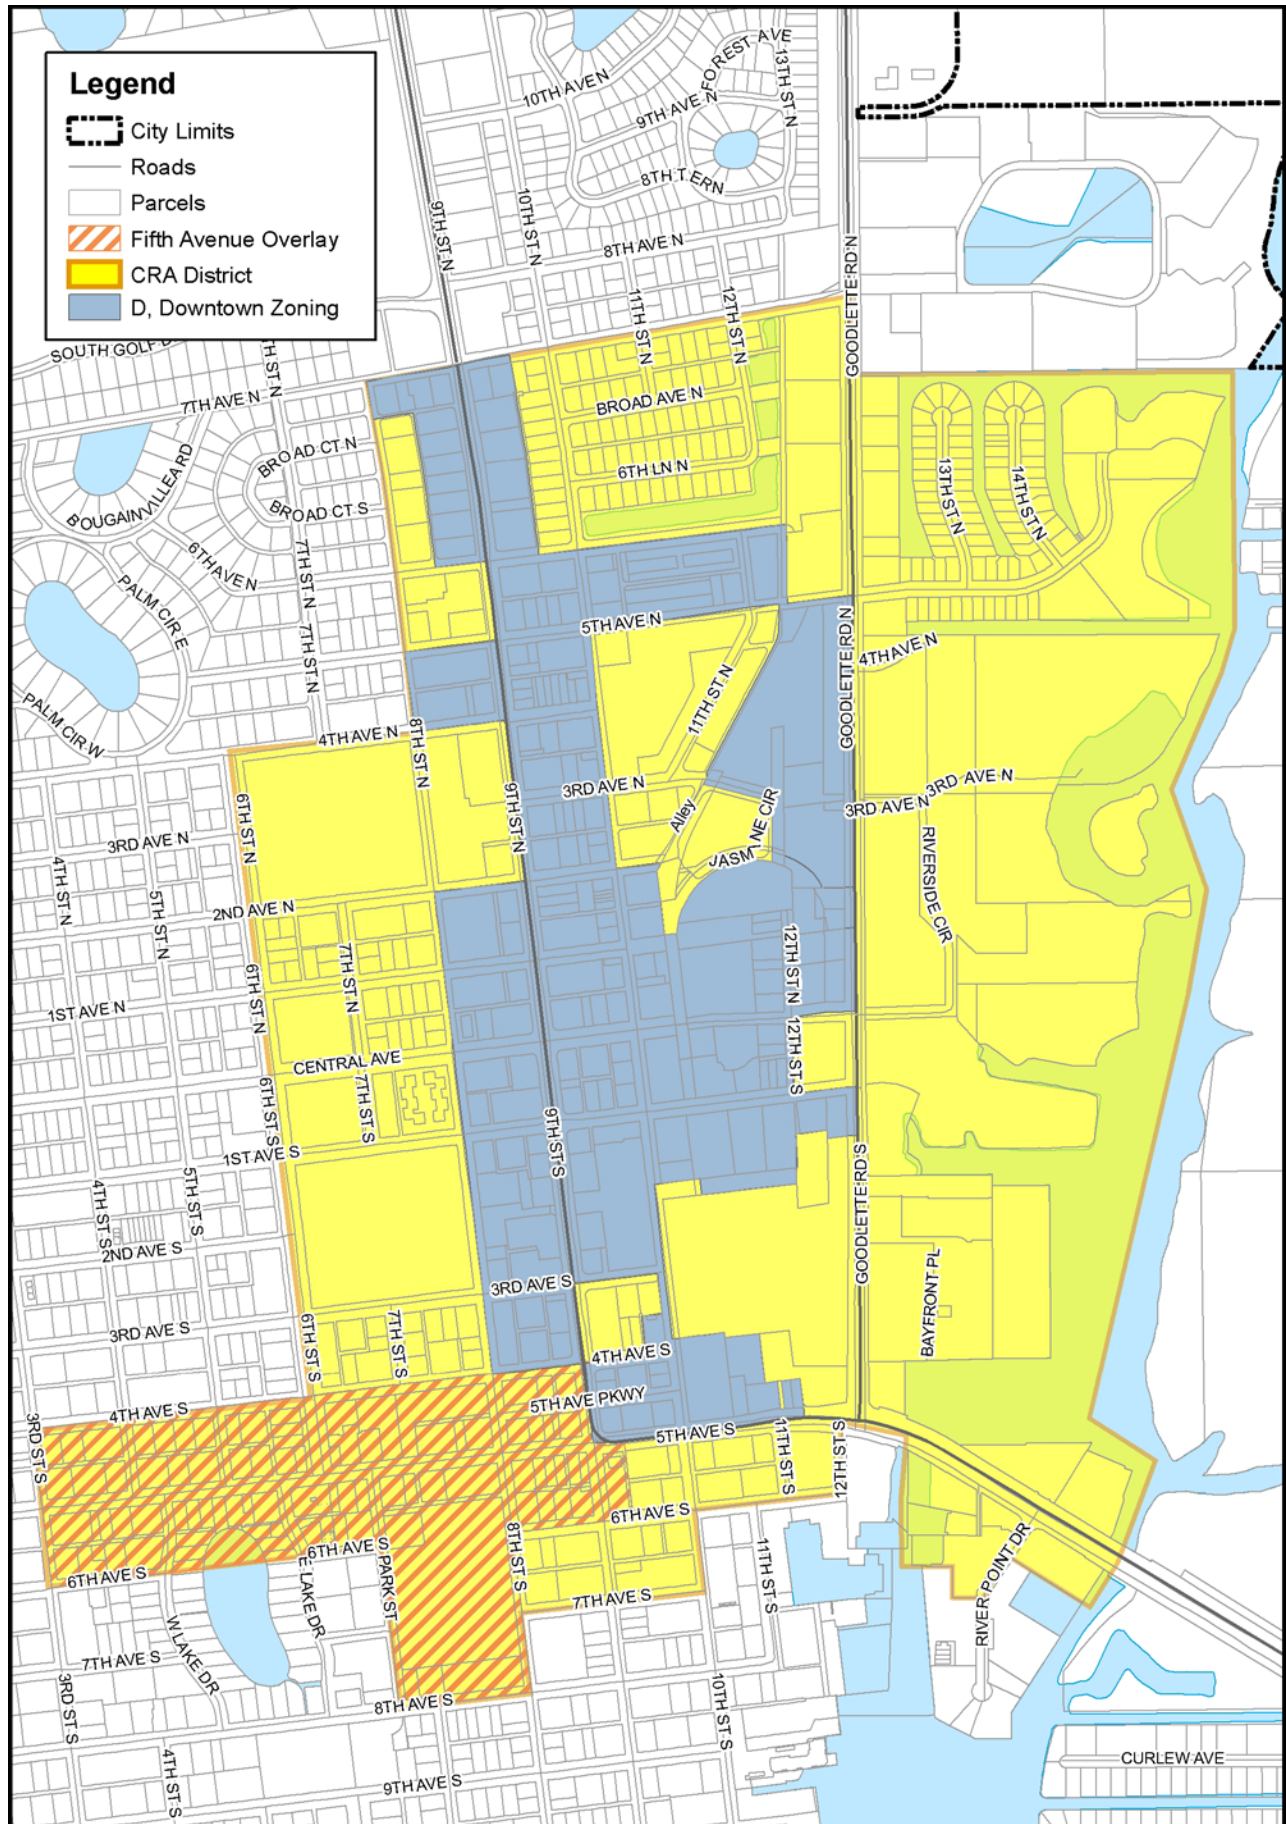 Legend
City Limits
Roads
Parcels
Fifth Avenue Overlay
CRA District
D, Downtown Zoning
10TH AVE N
FOREST AVE
13TH ST N
9TH AVE N
8TH TERN
9TH ST N
10TH ST N
8TH AVE N
GOODLETTE RD N
11TH ST N
12TH ST N
SOUTH GOLF D
TH ST N
7TH AVE N
BROAD AVE N
BROAD CT N
6TH LN N
13TH ST N
14TH ST N
BOUGAINVILLEA RD
BROAD CT S
6TH AVE N
7TH ST N
PALM CIR E
5TH AVE N
7TH ST N
GOODLETTE RD N
4TH AVE N
11TH ST N
PALM CIR W
4TH AVE N
8TH ST N
3RD AVE N
9TH ST N
3RD AVE N
3RD AVE N
Alley
JASMINE CIR
6TH ST N
3RD AVE N
4TH ST N
5TH ST N
RIVERSIDE CIR
2ND AVE N
7TH ST N
12TH ST N
6TH ST N
1ST AVE N
CENTRAL AVE
12TH ST S
7TH ST S
6TH ST S
9TH ST S
1ST AVE S
GOODLETTE RD S
4TH ST S
5TH ST S
2ND AVE S
3RD AVE S
BAYFRONT PL
3RD AVE S
6TH ST S
7TH ST S
4TH AVE S
5TH AVE PKWY
4TH AVE S
3RD ST S
5TH AVE S
11TH ST S
12TH ST S
6TH AVE S
6TH AVE S
8TH ST S
6TH AVE S
E LAKE DR
PARK ST
11TH ST S
RIVER POINT DR
7TH AVE S
W LAKE DR
7TH AVE S
3RD ST S
8TH AVE S
10TH ST S
4TH ST S
9TH AVE S
CURLEW AVE